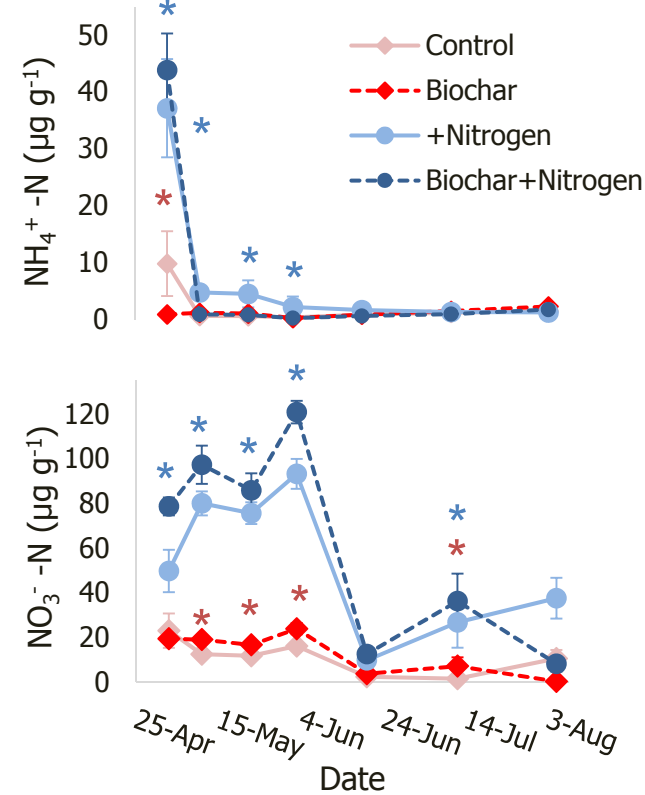 50
40
30
20
10
0
NH₄⁺ -N (µg g⁻¹)
Control
Biochar
+Nitrogen
Biochar+Nitrogen
*
*
*
*
*
120
100
80
60
40
20
0
NO₃⁻ -N (µg g⁻¹)
*
*
*
*
*
*
*
*
*
25-Apr
15-May
4-Jun
24-Jun
14-Jul
3-Aug
Date